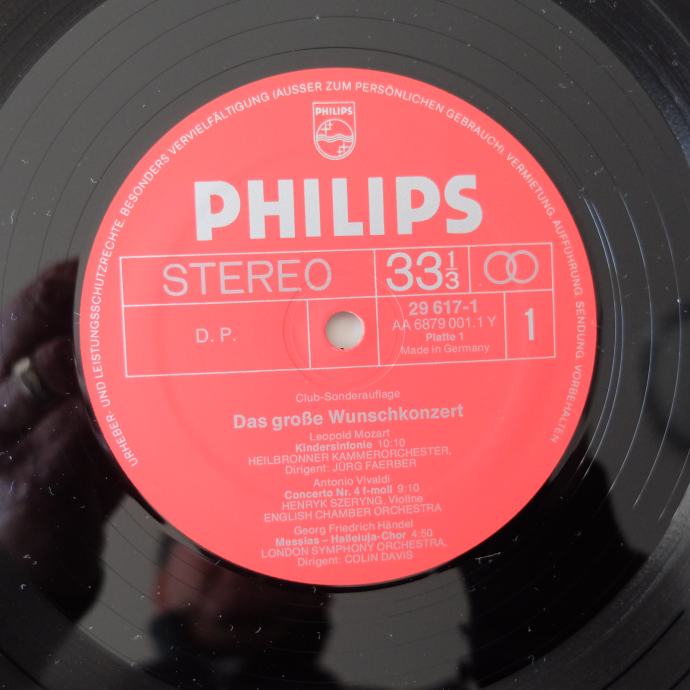 URHEBER- UND LEISTUNGSSCHUTZRECHTE, BESONDERS VERVIELFÄLTIGUNG (AUSSER ZUM PERSÖNLICHEN GEBRAUCH), VERMIETUNG, AUFFÜHRUNG, SENDUNG, VORBEHALTEN
PHILIPS
PHILIPS
STEREO
33 1/3
D. P.
29 617-1
AA 6879 001.1 Y
Platte 1
Made in Germany
1
Club-Sonderauflage
Das große Wunschkonzert
Leopold Mozart
Kindersinfonie 10:10
HEILBRONNER KAMMERORCHESTER,
Dirigent: JÜRG FAERBER
Antonio Vivaldi
Concerto Nr. 4 f-moll 9:10
HENRYK SZERYNG, Violine
ENGLISH CHAMBER ORCHESTRA
Georg Friedrich Händel
Messias – Halleluja-Chor 4:50
LONDON SYMPHONY ORCHESTRA,
Dirigent: COLIN DAVIS